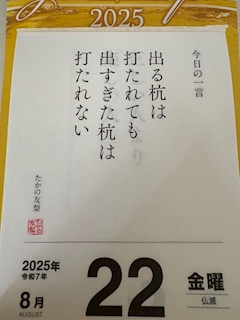 2025
今日の一言
出る杭は
打たれても
出すぎた杭は
打たれない
たかの友梨
2025年
令和7年
8月
AUGUST
22
金曜
仏滅